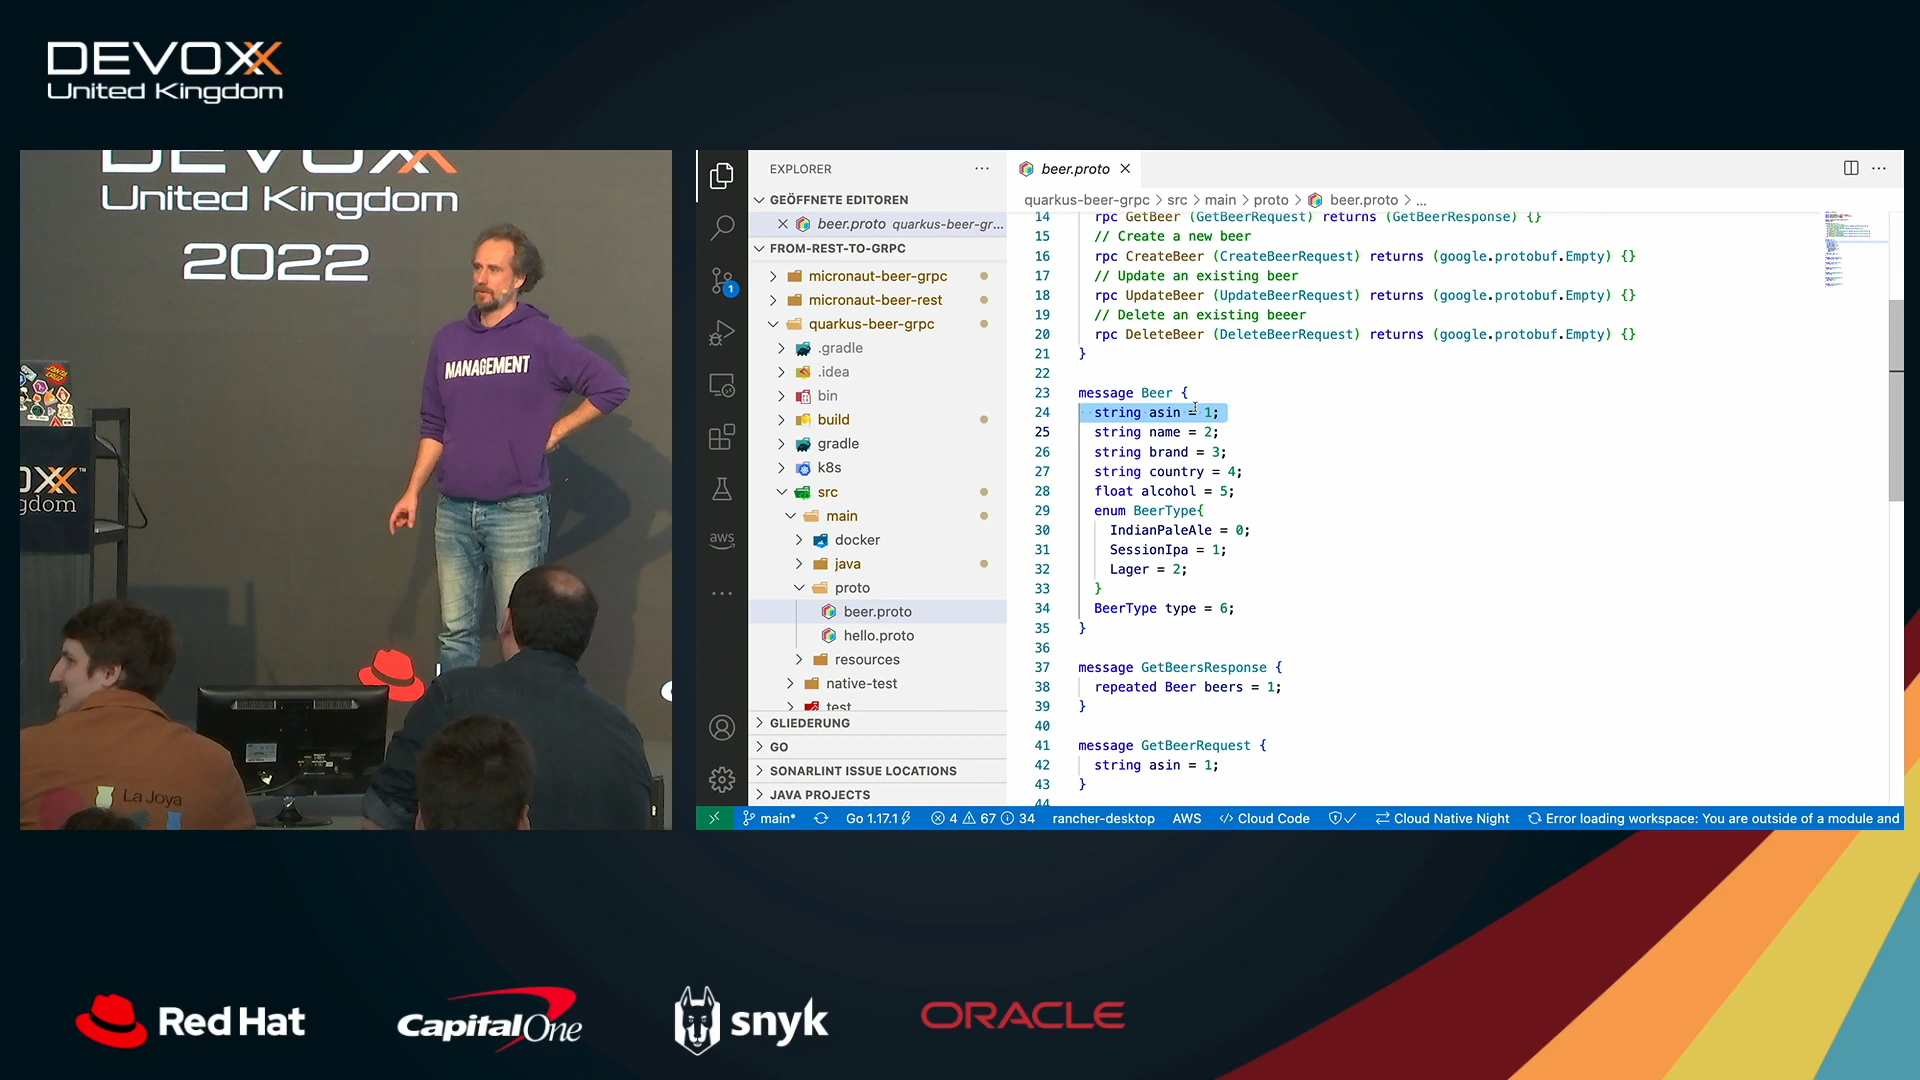 DEVOXX
United Kingdom
DEVOXX
United Kingdom
2022
MANAGEMENT
La Joya
EXPLORER
GEÖFFNETE EDITOREN
beer.proto quarkus-beer-gr...
FROM-REST-TO-GRPC
micronaut-beer-grpc
micronaut-beer-rest
quarkus-beer-grpc
.gradle
.idea
bin
build
gradle
k8s
src
main
docker
java
proto
beer.proto
hello.proto
resources
native-test
test
GLIEDERUNG
GO
SONARLINT ISSUE LOCATIONS
JAVA PROJECTS
aws
1
beer.proto
quarkus-beer-grpc > src > main > proto > beer.proto > ...
14 rpc GetBeer (GetBeerRequest) returns (GetBeerResponse) {}
15 // Create a new beer
16 rpc CreateBeer (CreateBeerRequest) returns (google.protobuf.Empty) {}
17 // Update an existing beer
18 rpc UpdateBeer (UpdateBeerRequest) returns (google.protobuf.Empty) {}
19 // Delete an existing beeer
20 rpc DeleteBeer (DeleteBeerRequest) returns (google.protobuf.Empty) {}
21 }
22
23 message Beer {
24 string asin = 1;
25 string name = 2;
26 string brand = 3;
27 string country = 4;
28 float alcohol = 5;
29 enum BeerType{
30 IndianPaleAle = 0;
31 SessionIpa = 1;
32 Lager = 2;
33 }
34 BeerType type = 6;
35 }
36
37 message GetBeersResponse {
38 repeated Beer beers = 1;
39 }
40
41 message GetBeerRequest {
42 string asin = 1;
43 }
44
main* Go 1.17.1 4 67 34 rancher-desktop AWS Cloud Code Cloud Native Night Error loading workspace: You are outside of a module and
Red Hat
Capital One
snyk
ORACLE